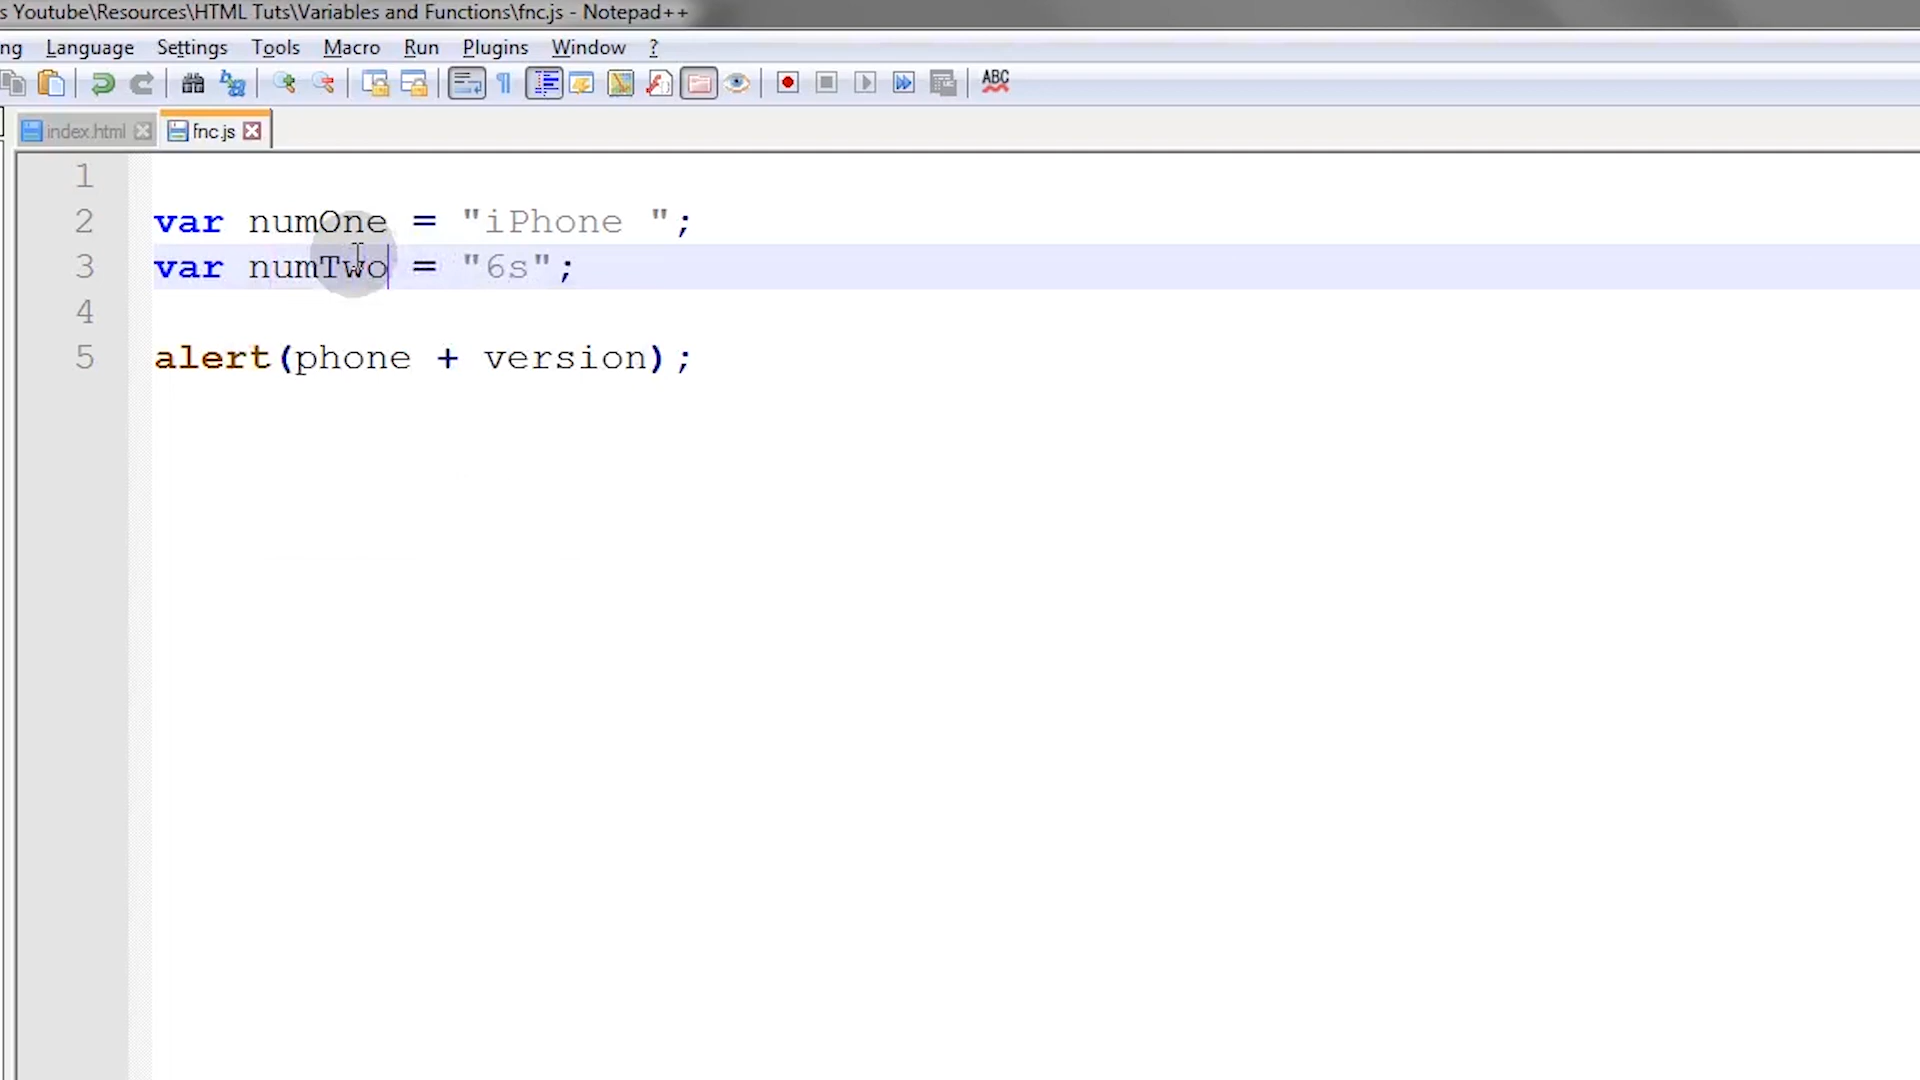 s Youtube\Resources\HTML Tuts\Variables and Functions\fnc.js - Notepad++
ng Language Settings Tools Macro Run Plugins Window ?
ABC
index.html fnc.js
1
2 var numOne = "iPhone ";
3 var numTwo = "6s";
4
5 alert(phone + version);